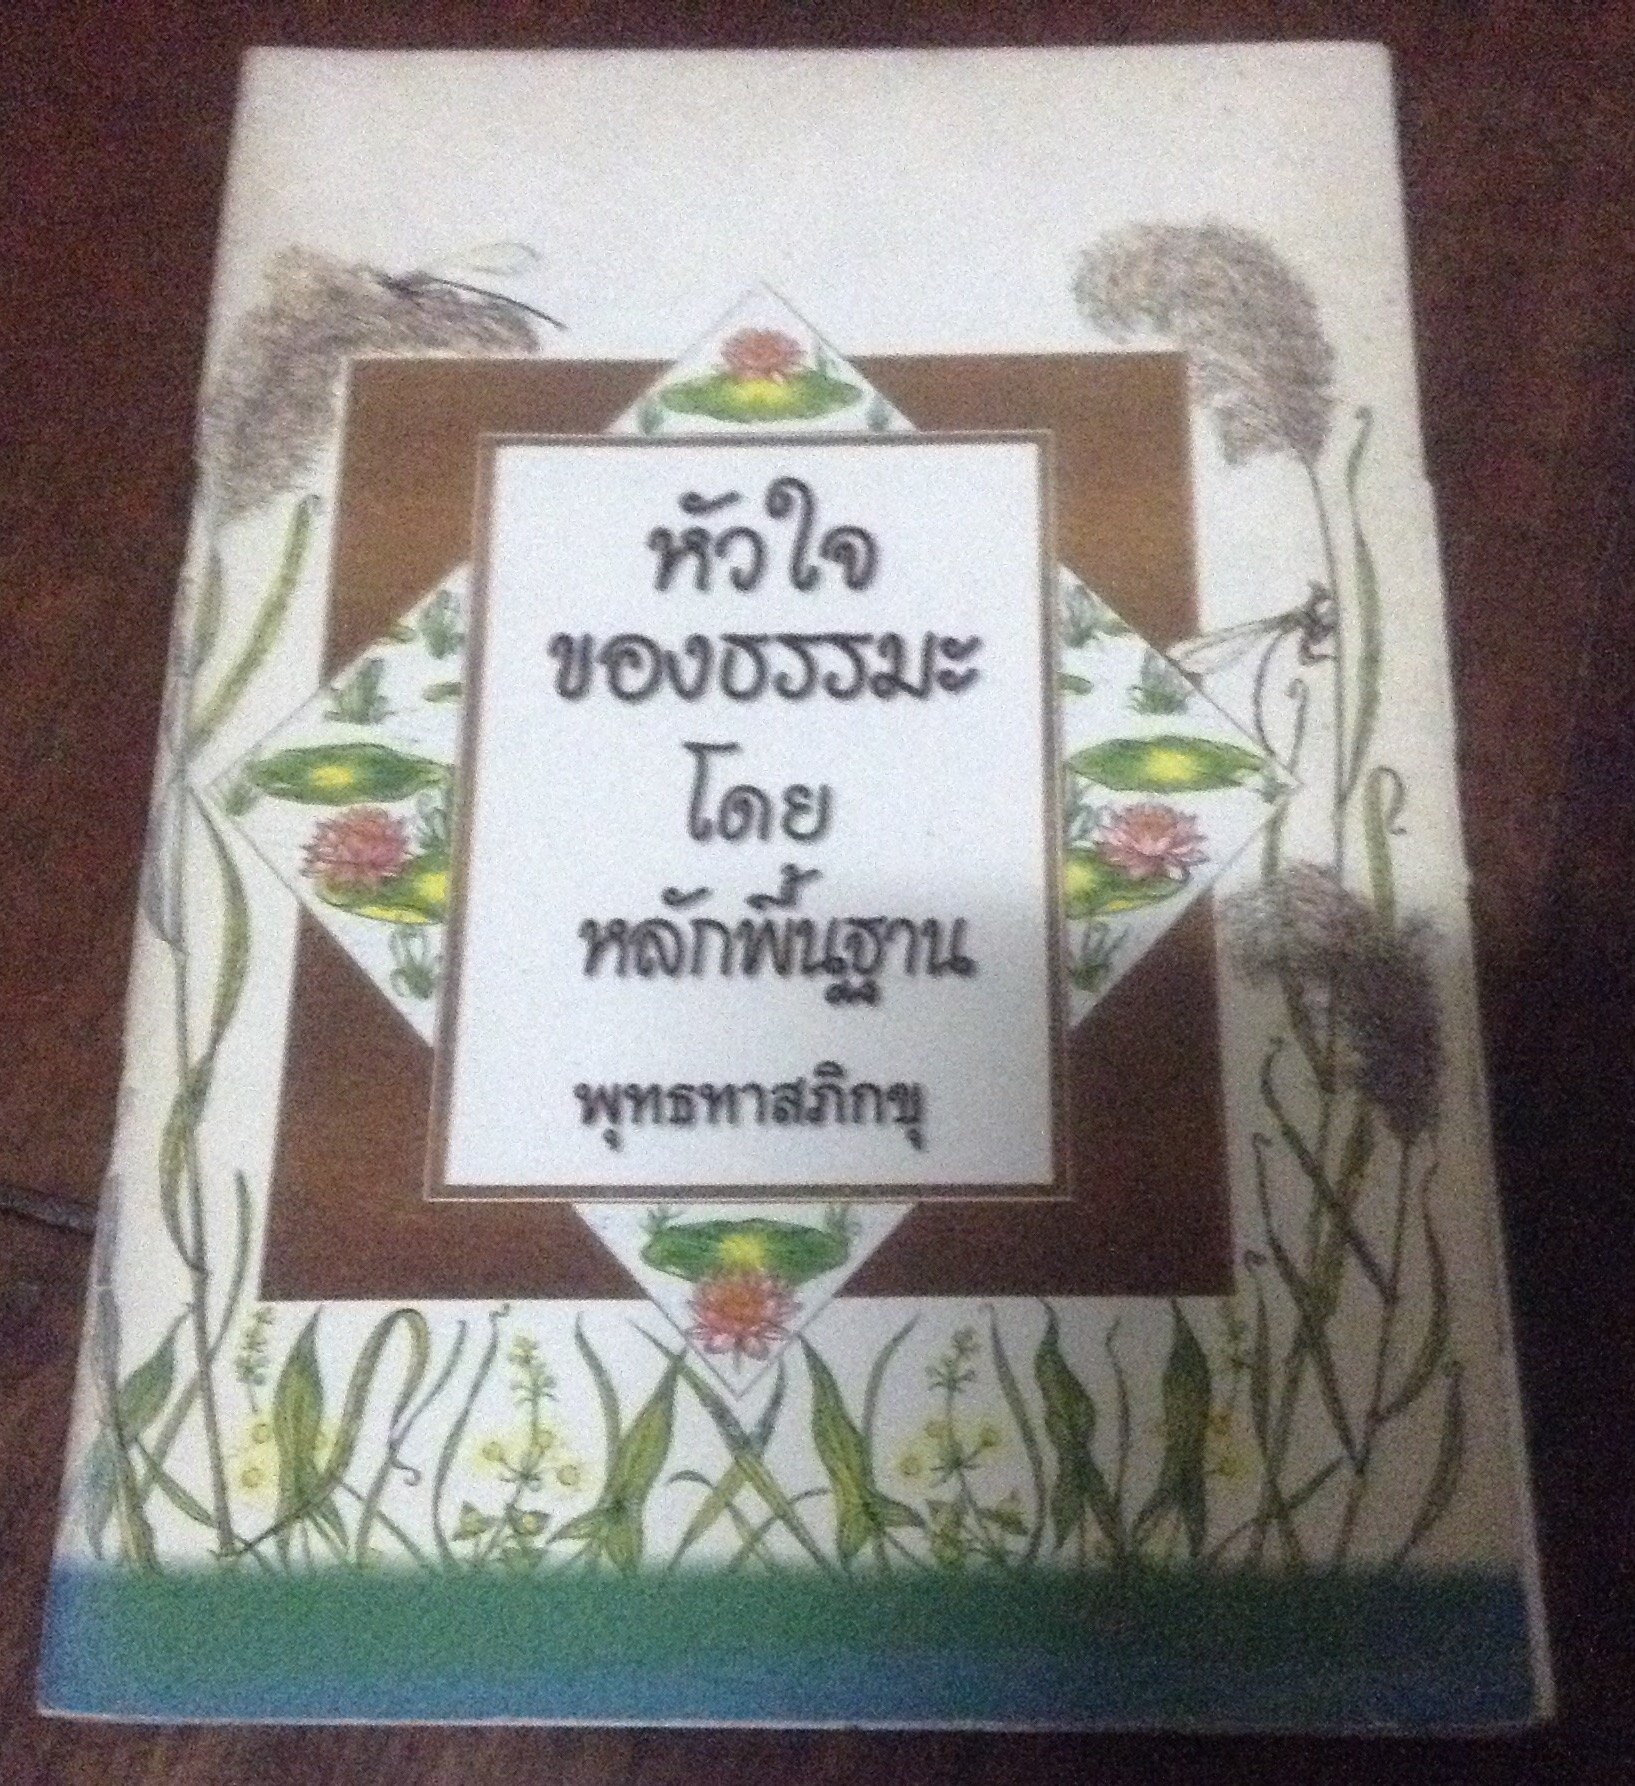 หัวใจ
ของธรรมะ
โดย
หลักพื้นฐาน
พุทธทาสภิกขุ